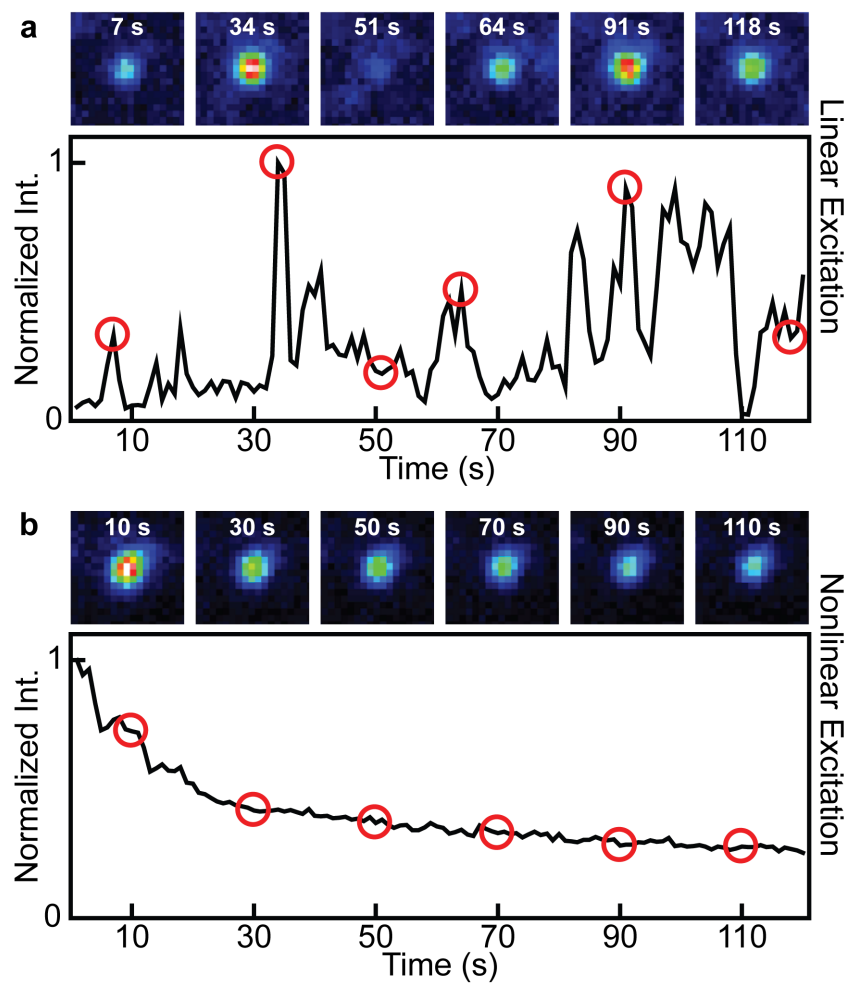 a
7 s 34 s 51 s 64 s 91 s 118 s
Linear Excitation
Normalized Int.
1
0
10 30 50 70 90 110
Time (s)
b
10 s 30 s 50 s 70 s 90 s 110 s
Nonlinear Excitation
Normalized Int.
1
0
10 30 50 70 90 110
Time (s)